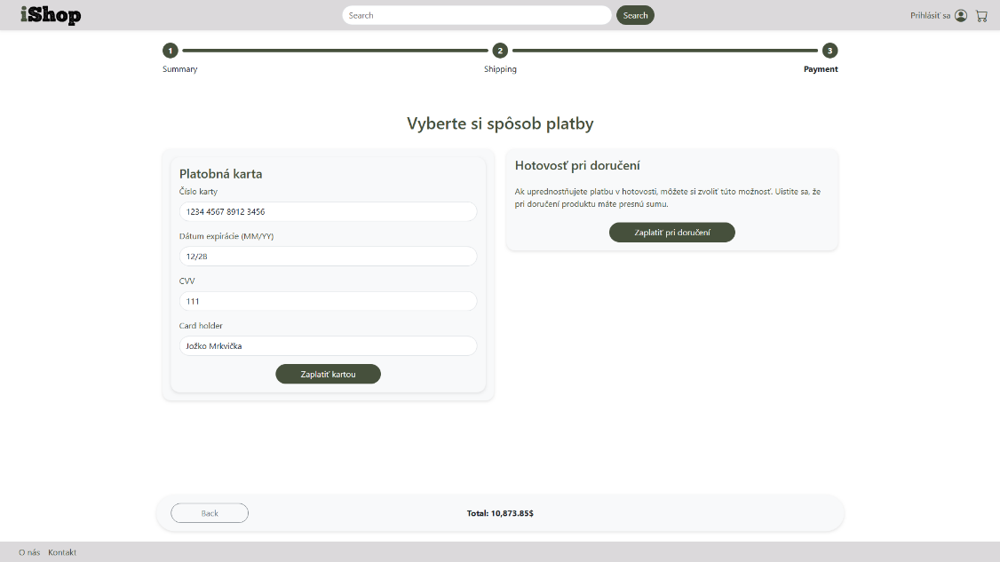 iShop
Search
Search
Prihlásiť sa
1
2
3
Summary
Shipping
Payment
Vyberte si spôsob platby
Platobná karta
Číslo karty
1234 4567 8912 3456
Dátum expirácie (MM/YY)
12/28
CVV
111
Card holder
Jožko Mrkvička
Zaplatiť kartou
Hotovosť pri doručení
Ak uprednostňujete platbu v hotovosti, môžete si zvoliť túto možnosť. Uistite sa, že
pri doručení produktu máte presnú sumu.
Zaplatiť pri doručení
Back
Total: 10,873.85$
O nás
Kontakt